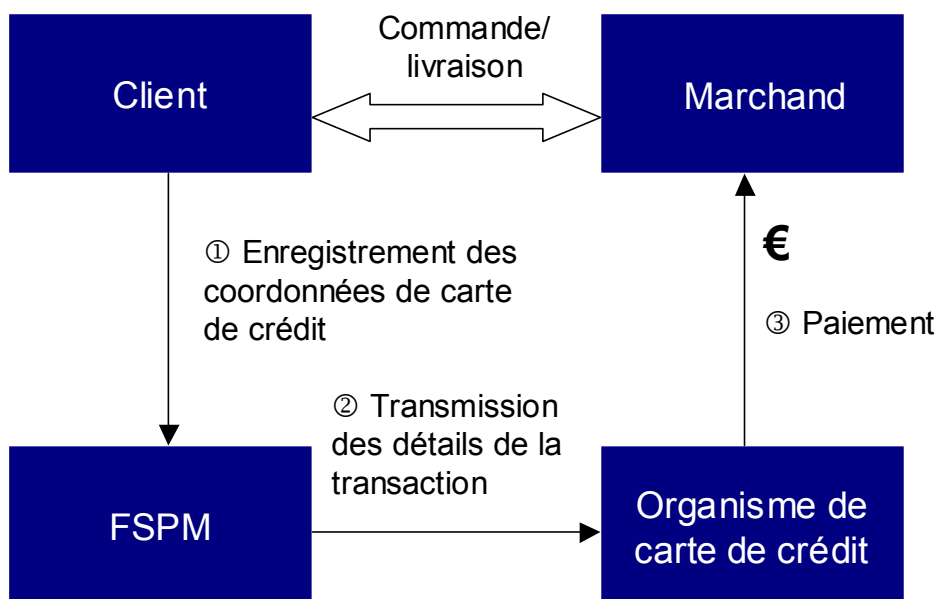 Commande/
livraison
Client
Marchand
① Enregistrement des
coordonnées de carte
de crédit
€
③ Paiement
② Transmission
des détails de la
transaction
FSPM
Organisme de
carte de crédit